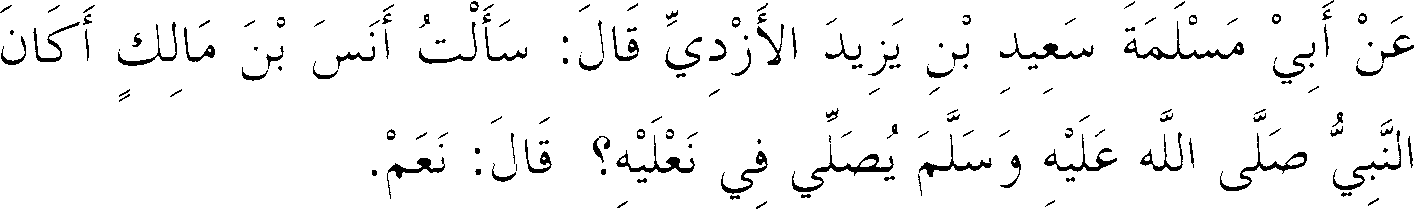 عَنْ أَبِيْ مَسْلَمَةَ سَعِيدِ بْنِ يَزِيدَ الأَزْدِيِّ قَالَ: سَأَلْتُ أَنَسَ بْنَ مَالِكٍ أَكَانَ
النَّبِيُّ صَلَّى اللَّه عَلَيْهِ وَسَلَّمَ يُصَلِّي فِي نَعْلَيْهِ؟ قَالَ: نَعَمْ.